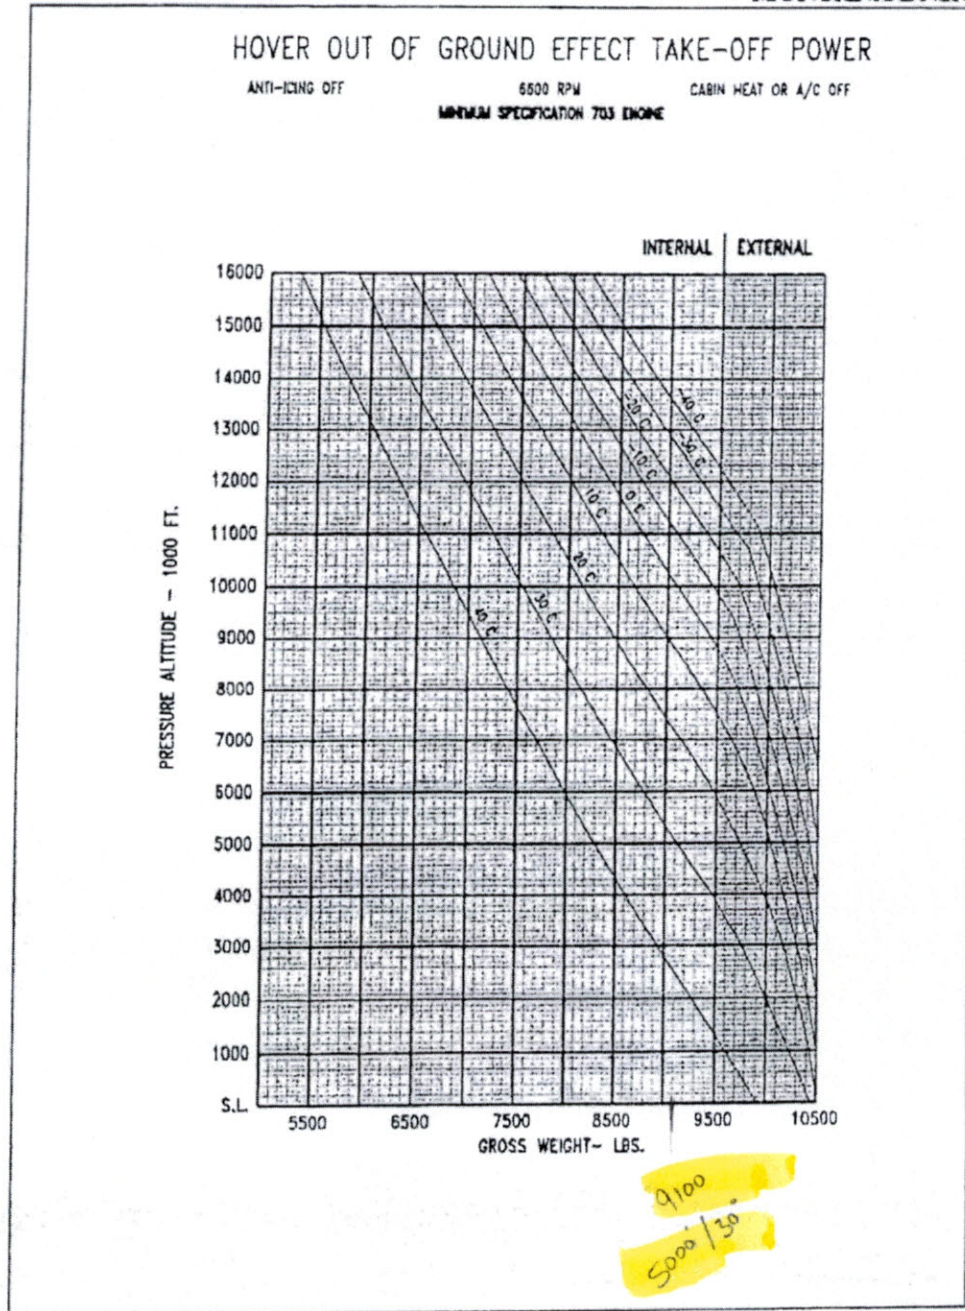 HOVER OUT OF GROUND EFFECT TAKE-OFF POWER
ANTI-ICING OFF 6600 RPM CABIN HEAT OR A/C OFF
MINIMUM SPECIFICATION 703 ENGINE
INTERNAL EXTERNAL
16000
15000
14000
13000
12000
11000
10000
9000
8000
7000
6000
5000
4000
3000
2000
1000
S.L.
PRESSURE ALTITUDE - 1000 FT.
-40 C
-30 C
-20 C
-10 C
0 C
10 C
20 C
30 C
40 C
5500 6500 7500 8500 9500 10500
GROSS WEIGHT- LBS.
9100
5000'/30°